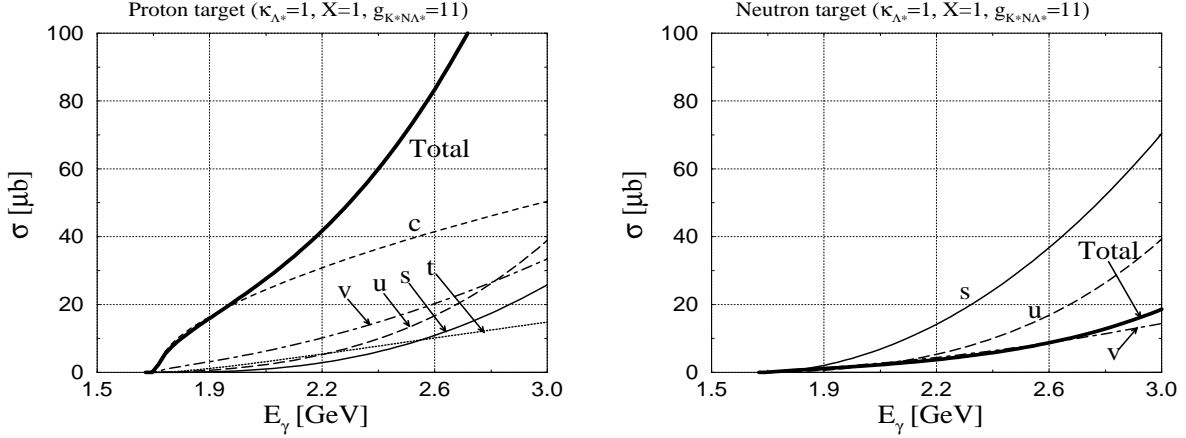 Proton target (κΛ*=1, X=1, gK*NΛ*=11)
100
80
60
40
20
0
σ [μb]
Total
c
v
u
s
t
1.5
1.9
2.2
2.6
3.0
Eγ [GeV]
Neutron target (κΛ*=1, X=1, gK*NΛ*=11)
100
80
60
40
20
0
σ [μb]
s
Total
u
v
1.5
1.9
2.2
2.6
3.0
Eγ [GeV]